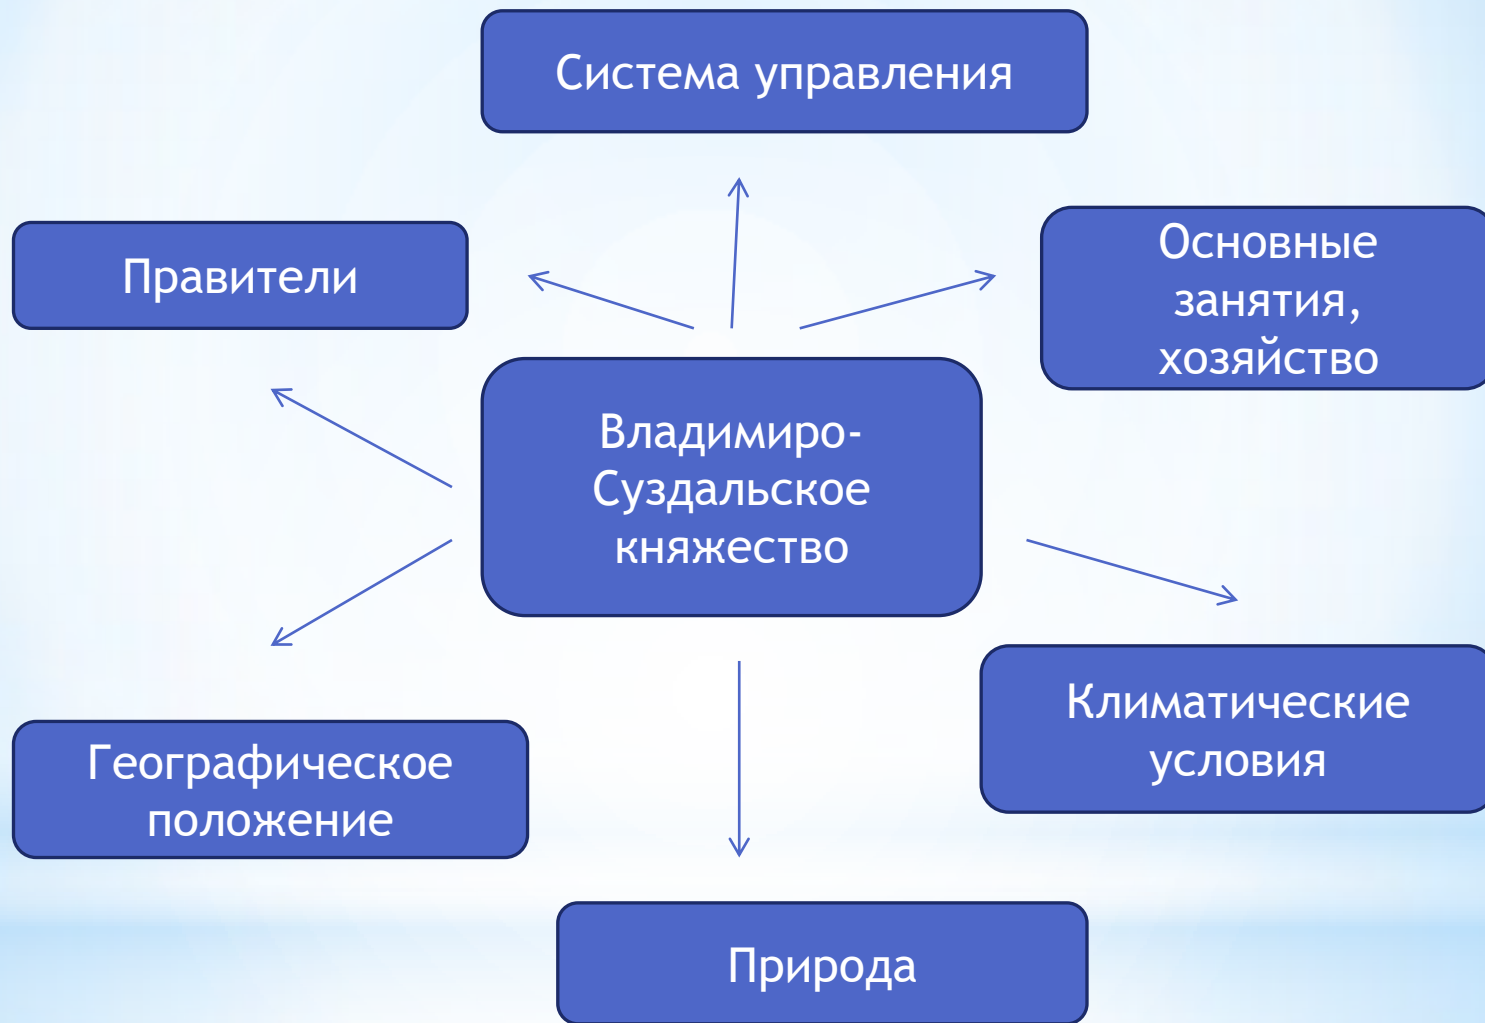 Система управления
Правители
Основные
занятия,
хозяйство
Владимиро-
Суздальское
княжество
Климатические
условия
Географическое
положение
Природа